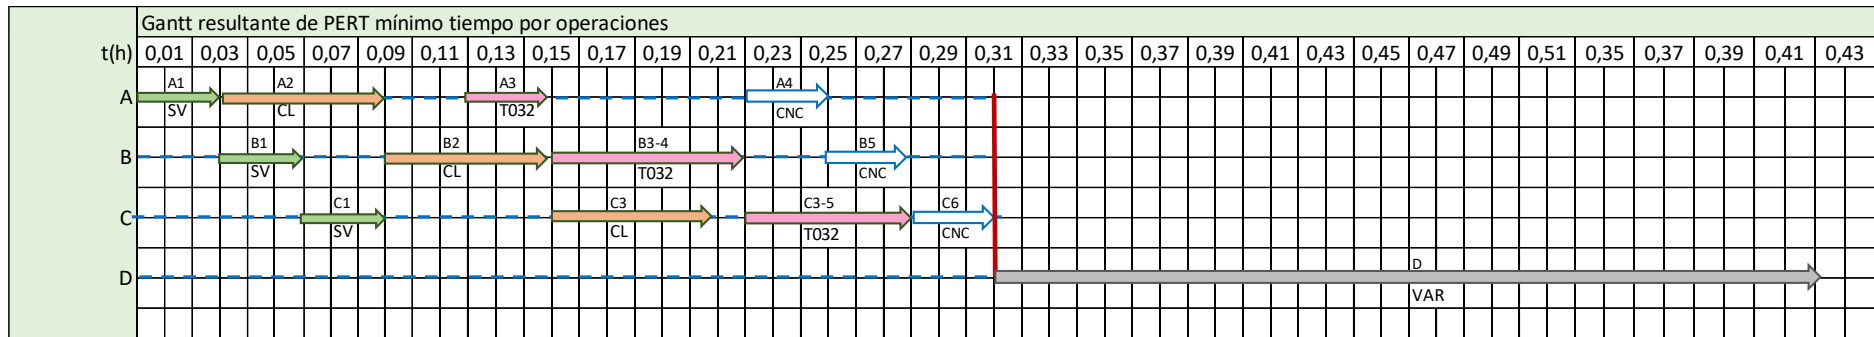 Gantt resultante de PERT mínimo tiempo por operaciones
t(h) 0,01 0,03 0,05 0,07 0,09 0,11 0,13 0,15 0,17 0,19 0,21 0,23 0,25 0,27 0,29 0,31 0,33 0,35 0,37 0,39 0,41 0,43 0,45 0,47 0,49 0,51 0,35 0,37 0,39 0,41 0,43
A1 A2 A3 A4
A
SV CL T032 CNC
B1 B2 B3-4 B5
B
SV CL T032 CNC
C1 C3 C3-5 C6
C
SV CL T032 CNC
D
D
VAR